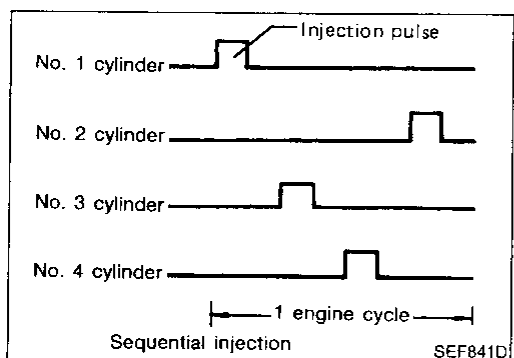 Injection pulse
No. 1 cylinder
No. 2 cylinder
No. 3 cylinder
No. 4 cylinder
1 engine cycle
Sequential injection
SEF841D